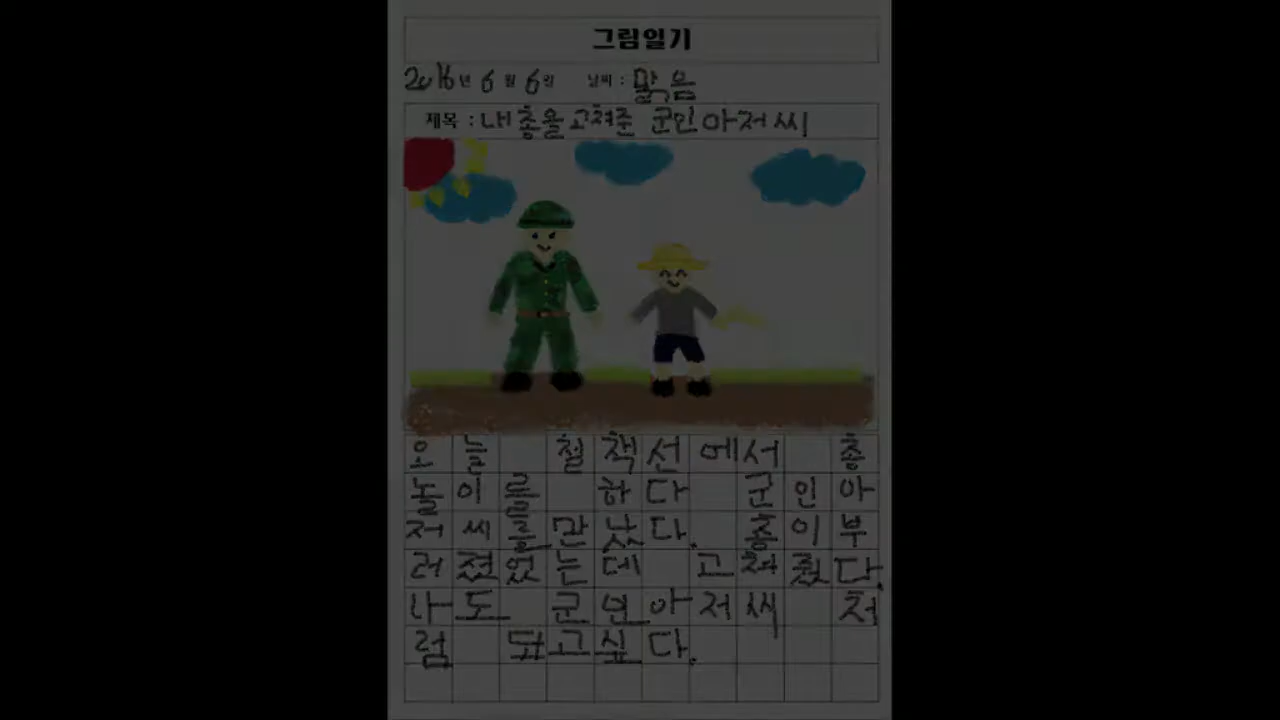 그림일기
2016년 6월 6일 날씨 : 맑음
제목 : 내 총을 고쳐준 군인아저씨
오늘 철책선에서 총
놀이를 하다 군인아
저씨를 만났다. 총이부
러졌었는데 고쳐줬다.
나도 군인아저씨 처
럼 되고싶다.